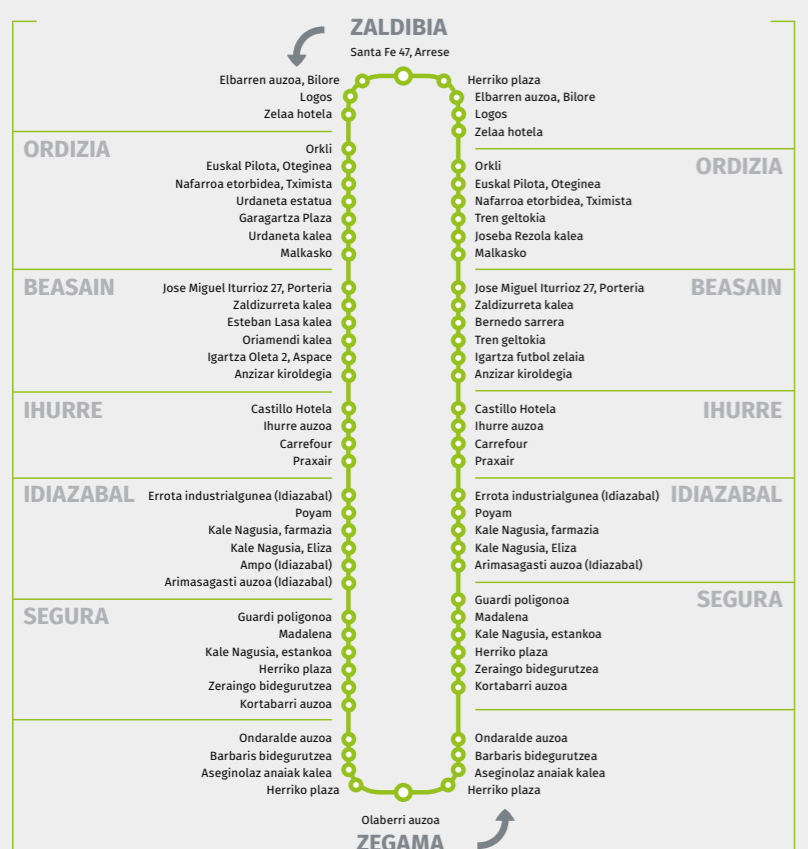 ZALDIBIA
Santa Fe 47, Arrese
Elbarren auzoa, Bilore
Logos
Zelaa hotela
ORDIZIA
Orkli
Euskal Pilota, Oteginea
Nafarroa etorbidea, Tximista
Urdaneta estatua
Garagartza Plaza
Urdaneta kalea
Malkasko
BEASAIN
Jose Miguel Iturrioz 27, Porteria
Zaldizurreta kalea
Esteban Lasa kalea
Oriamendi kalea
Igartza Oleta 2, Aspace
Anzizar kiroldegia
IHURRE
Castillo Hotela
Ihurre auzoa
Carrefour
Praxair
IDIAZABAL
Errota industrialgunea (Idiazabal)
Poyam
Kale Nagusia, farmazia
Kale Nagusia, Eliza
Ampo (Idiazabal)
Arimasagasti auzoa (Idiazabal)
SEGURA
Guardi poligonoa
Madalena
Kale Nagusia, estankoa
Herriko plaza
Zeraingo bidegurutzea
Kortabarri auzoa
Ondaralde auzoa
Barbaris bidegurutzea
Aseginolaz anaiak kalea
Herriko plaza
Herriko plaza
Elbarren auzoa, Bilore
Logos
Zelaa hotela
ORDIZIA
Orkli
Euskal Pilota, Oteginea
Nafarroa etorbidea, Tximista
Tren geltokia
Joseba Rezola kalea
Malkasko
BEASAIN
Jose Miguel Iturrioz 27, Porteria
Zaldizurreta kalea
Bernedo sarrera
Tren geltokia
Igartza futbol zelaia
Anzizar kiroldegia
IHURRE
Castillo Hotela
Ihurre auzoa
Carrefour
Praxair
IDIAZABAL
Errota industrialgunea (Idiazabal)
Poyam
Kale Nagusia, farmazia
Kale Nagusia, Eliza
Arimasagasti auzoa (Idiazabal)
SEGURA
Guardi poligonoa
Madalena
Kale Nagusia, estankoa
Herriko plaza
Zeraingo bidegurutzea
Kortabarri auzoa
Ondaralde auzoa
Barbaris bidegurutzea
Aseginolaz anaiak kalea
Herriko plaza
Olaberri auzoa
ZEGAMA